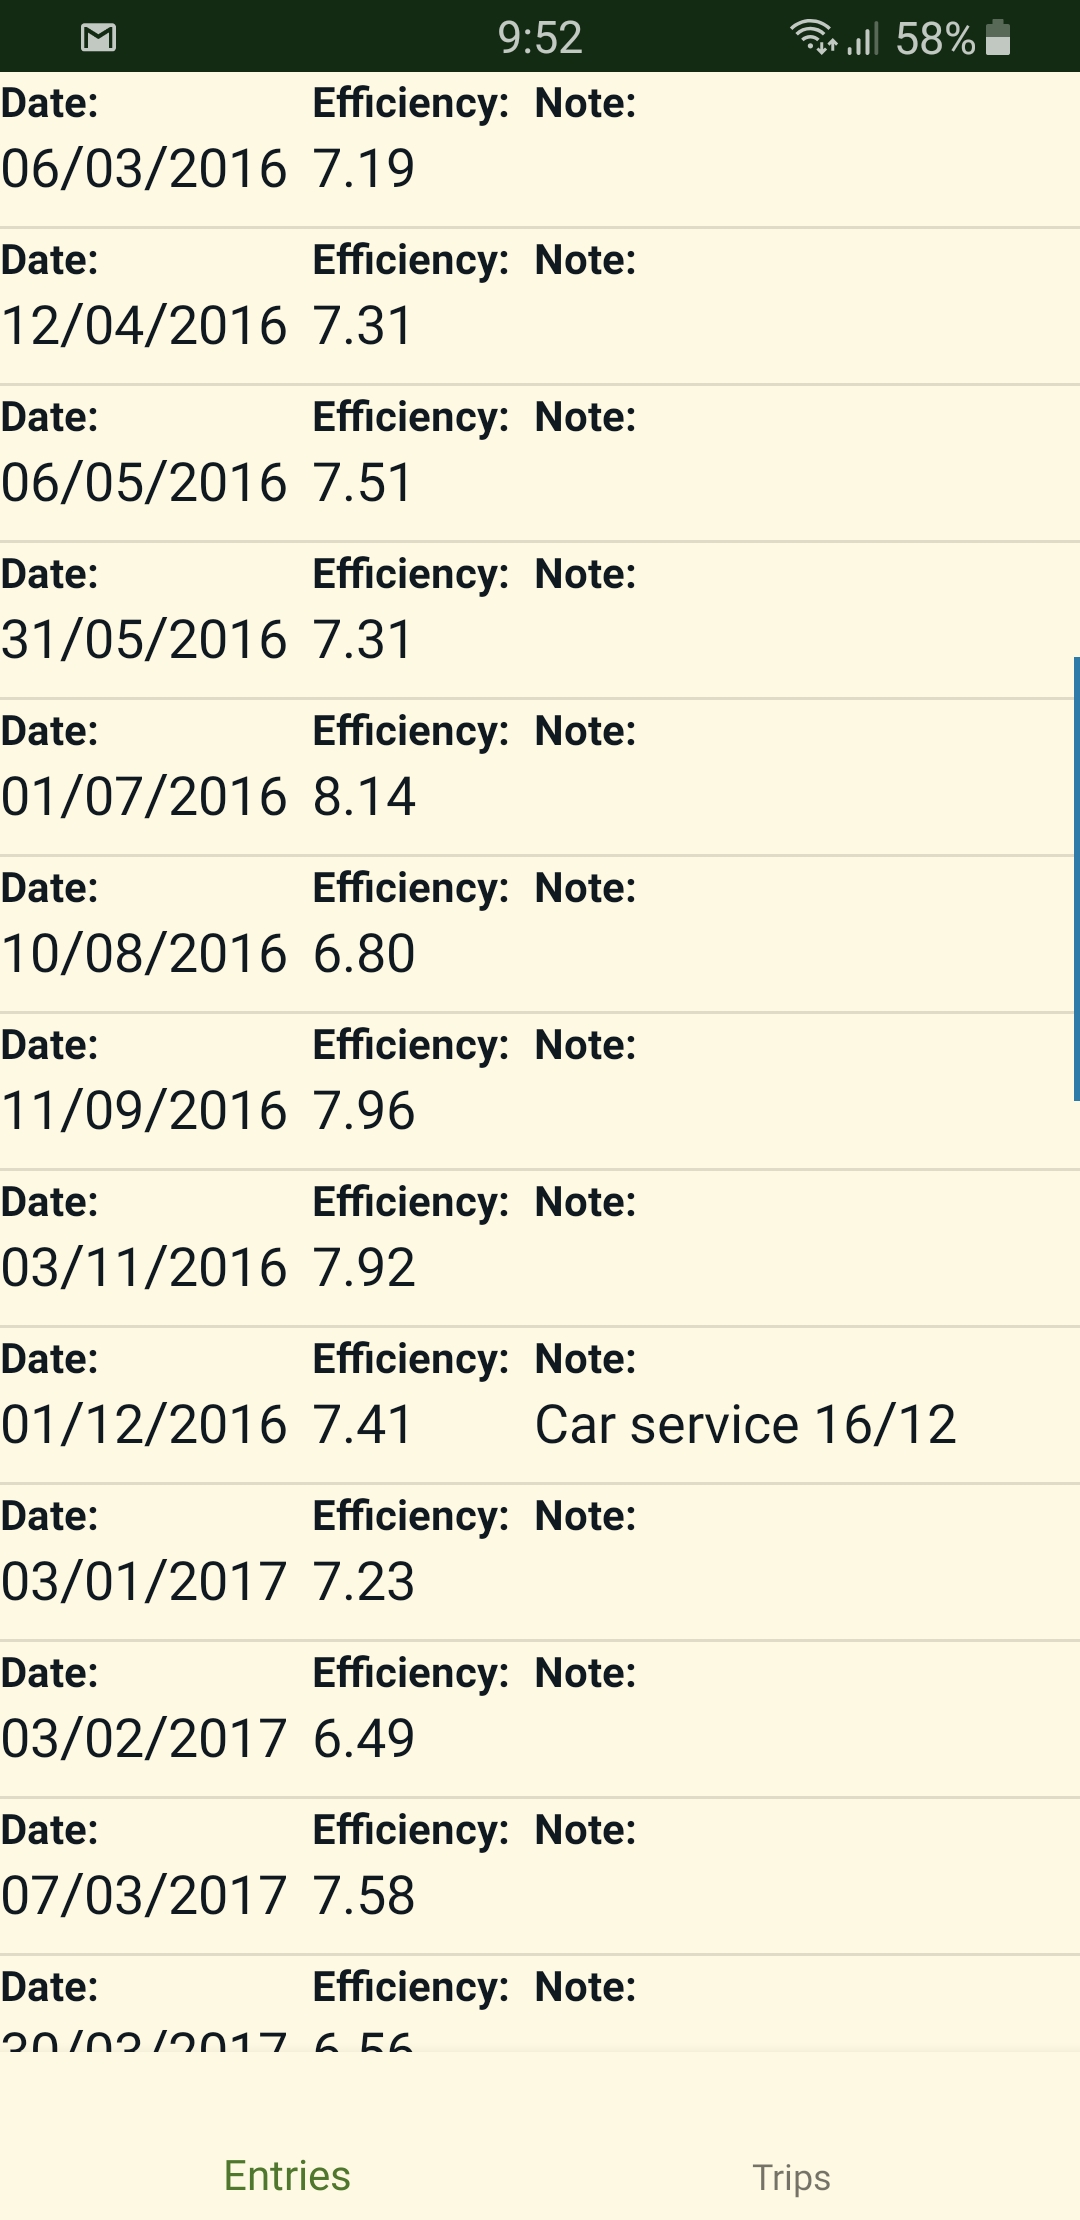 9:52 58%
Date: Efficiency: Note:
06/03/2016 7.19
Date: Efficiency: Note:
12/04/2016 7.31
Date: Efficiency: Note:
06/05/2016 7.51
Date: Efficiency: Note:
31/05/2016 7.31
Date: Efficiency: Note:
01/07/2016 8.14
Date: Efficiency: Note:
10/08/2016 6.80
Date: Efficiency: Note:
11/09/2016 7.96
Date: Efficiency: Note:
03/11/2016 7.92
Date: Efficiency: Note:
01/12/2016 7.41 Car service 16/12
Date: Efficiency: Note:
03/01/2017 7.23
Date: Efficiency: Note:
03/02/2017 6.49
Date: Efficiency: Note:
07/03/2017 7.58
Date: Efficiency: Note:
30/03/2017 6.56
Entries Trips